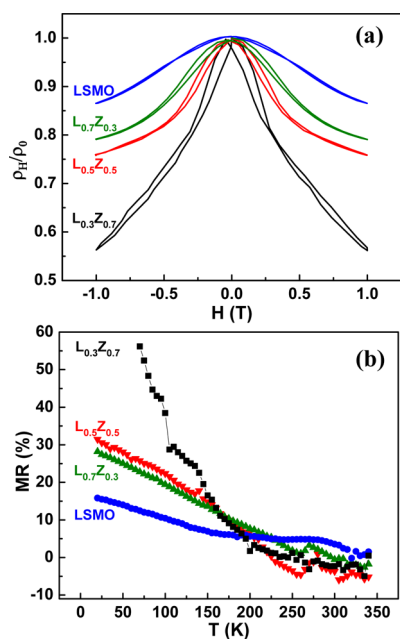 (a)
1.0
0.9
0.8
0.7
0.6
0.5
ρH/ρ0
LSMO
L0.7Z0.3
L0.5Z0.5
L0.3Z0.7
-1.0 -0.5 0.0 0.5 1.0
H (T)
(b)
60
50
40
30
20
10
0
-10
MR (%)
L0.3Z0.7
L0.5Z0.5
L0.7Z0.3
LSMO
0 50 100 150 200 250 300 350
T (K)